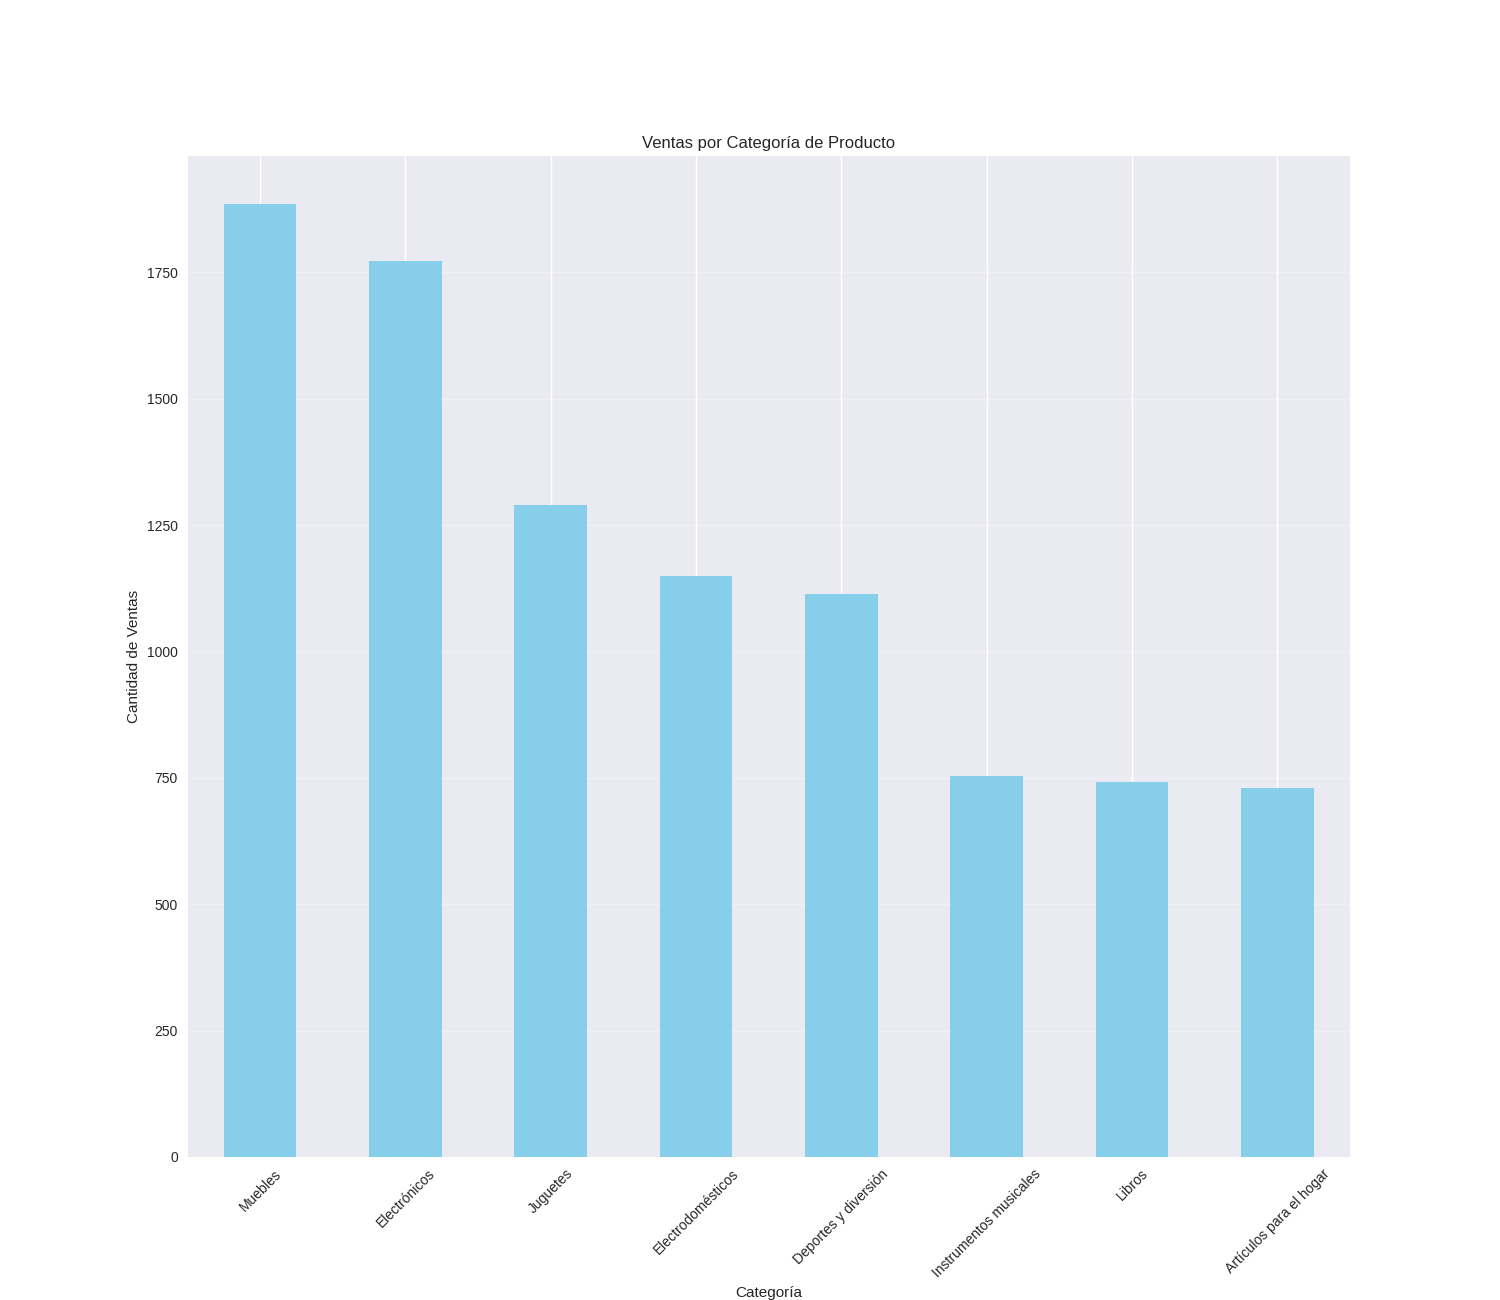 Ventas por Categoría de Producto
1750
1500
1250
1000
750
500
250
0
Cantidad de Ventas
Muebles
Electrónicos
Juguetes
Electrodomésticos
Deportes y diversión
Instrumentos musicales
Libros
Artículos para el hogar
Categoría